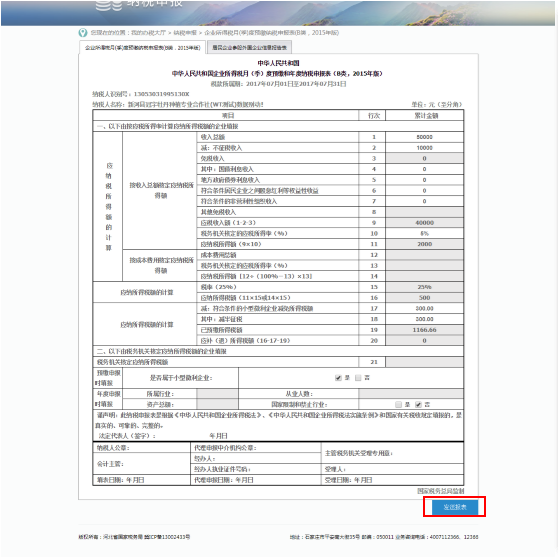 纳税申报
您现在的位置：我的办税大厅 > 纳税申报 > 企业所得税月(季)度预缴纳税申报表(B类，2015年版)
企业所得税月(季)度预缴纳税申报表(B类，2015年版) 居民企业参股外国企业信息报告表
中华人民共和国
中华人民共和国企业所得税月（季）度预缴和年度纳税申报表（B类，2015年版）
税款所属期：2017年07月01日至2017年07月31日
纳税人识别号：13053031995130X
纳税人名称：新河县冠宇牡丹种植专业合作社(WT测试)数据别动！ 单位：元（至分角）
项目 行次 累计金额
一、以下由按应税所得率计算应纳所得税额的企业填报
应纳税所得额的计算
按收入总额核定应纳税所得额
收入总额 1 50000
减：不征税收入 2 10000
免税收入 3 0
其中：国债利息收入 4 0
地方政府债券利息收入 5 0
符合条件居民企业之间股息红利等权益性收益 6 0
符合条件的非营利性组织收入 7 0
其他免税收入 8
应税收入额（1-2-3） 9 40000
税务机关核定的应税所得率（%） 10 5%
应纳税所得额（9×10） 11 2000
按成本费用核定应纳税所得额
成本费用总额 12
税务机关核定的应税所得率（%） 13
应纳税所得额［12÷（100%－13）×13］ 14
应纳所得税额的计算
税率（25%） 15 25%
应纳所得税额（11×15或14×15） 16 500
应纳所得税额的计算
减：符合条件的小型微利企业减免所得税额 17 300.00
其中：减半征税 18 300.00
已预缴所得税额 19 1166.66
应补（退）所得税额（16-17-19） 20 0
二、以下由税务机关核定应纳所得税额的企业填报
税务机关核定应纳所得税额 21
预缴申报时填报 是否属于小型微利企业： 是 否
年度申报时填报 所属行业： 从业人数：
资产总额： 国家限制和禁止行业： 是 否
谨声明：此纳税申报表是根据《中华人民共和国企业所得税法》、《中华人民共和国企业所得税法实施条例》和国家有关税收规定填报的，是
真实的、可靠的、完整的。
法定代表人（签字）： 年月日
纳税人公章： 代理申报中介机构公章： 主管税务机关受理专用章：
会计主管： 经办人：
经办人执业证件号码： 受理人：
填表日期： 年月日 代理申报日期： 年月日 受理日期： 年月日
国家税务总局监制
发送报表
版权所有：河北省国家税务局 冀ICP备13002433号 地址：石家庄市平安南大街35号 邮编：050011 业务咨询电话：4007112366、12366